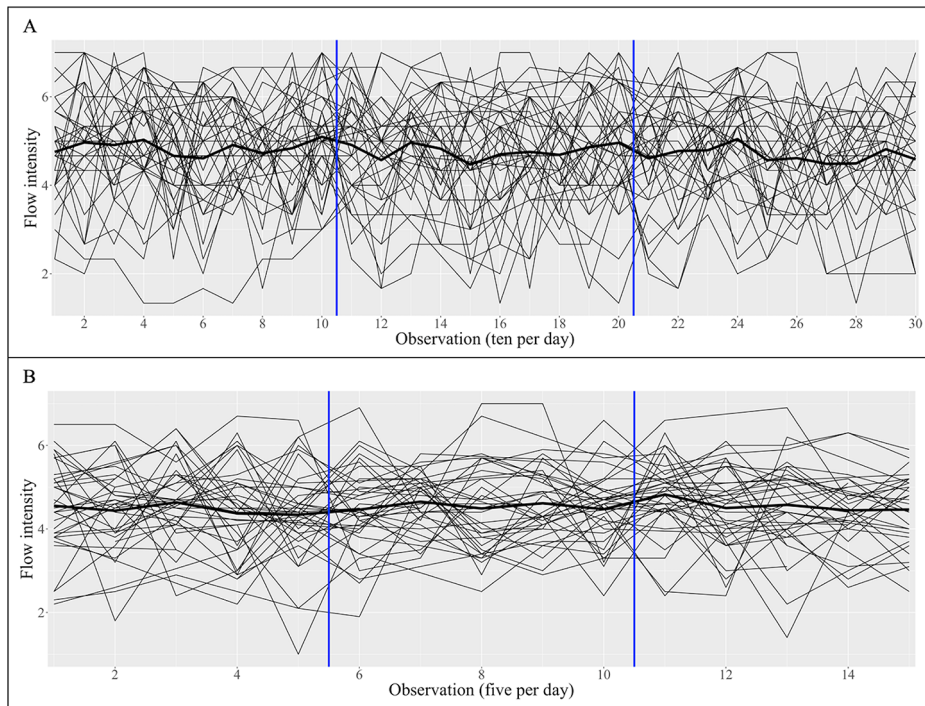 A
Flow intensity
6
4
2
2 4 6 8 10 12 14 16 18 20 22 24 26 28 30
Observation (ten per day)
B
Flow intensity
6
4
2
2 4 6 8 10 12 14
Observation (five per day)